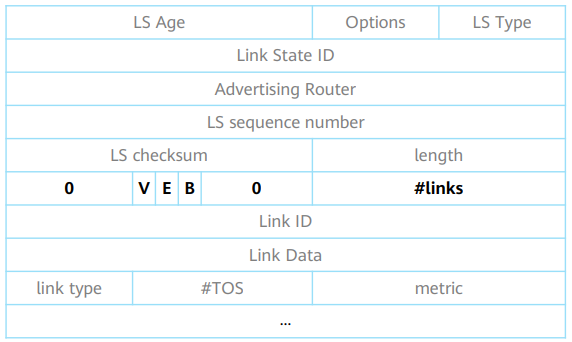 LS Age Options LS Type
Link State ID
Advertising Router
LS sequence number
LS checksum length
0 V E B 0 #links
Link ID
Link Data
link type #TOS metric
...